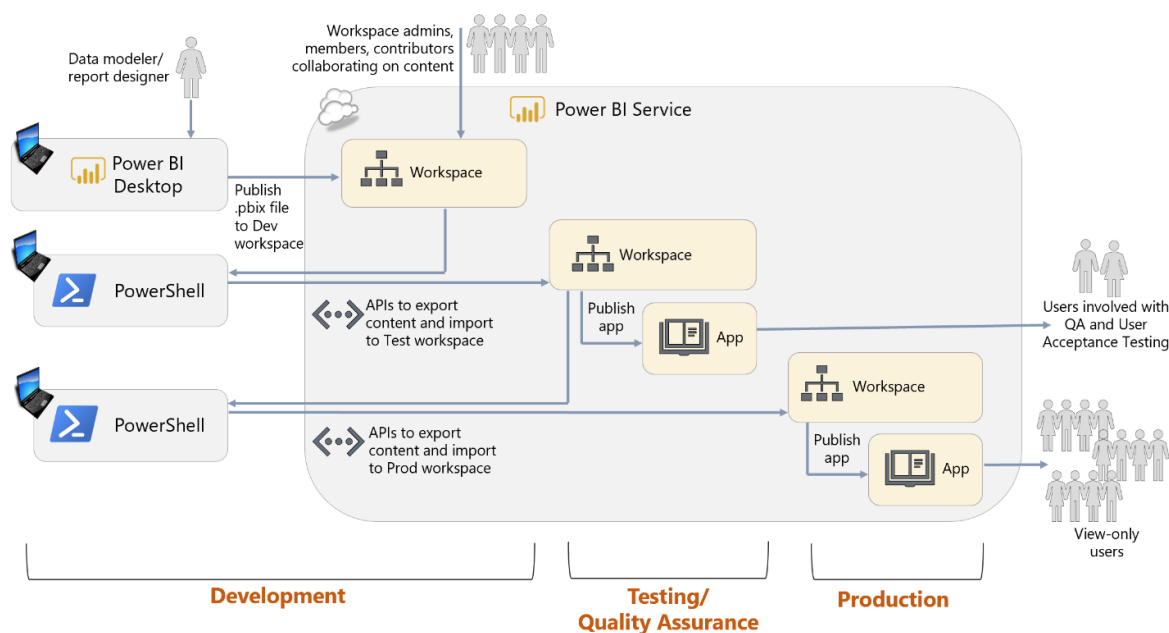 Data modeler/
report designer
Workspace admins,
members, contributors
collaborating on content
Power BI Service
Power BI
Desktop
Publish
.pbix file
to Dev
workspace
Workspace
PowerShell
APIs to export
content and import
to Test workspace
Workspace
Publish
app
App
Users involved with
QA and User
Acceptance Testing
PowerShell
APIs to export
content and import
to Prod workspace
Workspace
Publish
app
App
View-only
users
Development
Testing/
Quality Assurance
Production